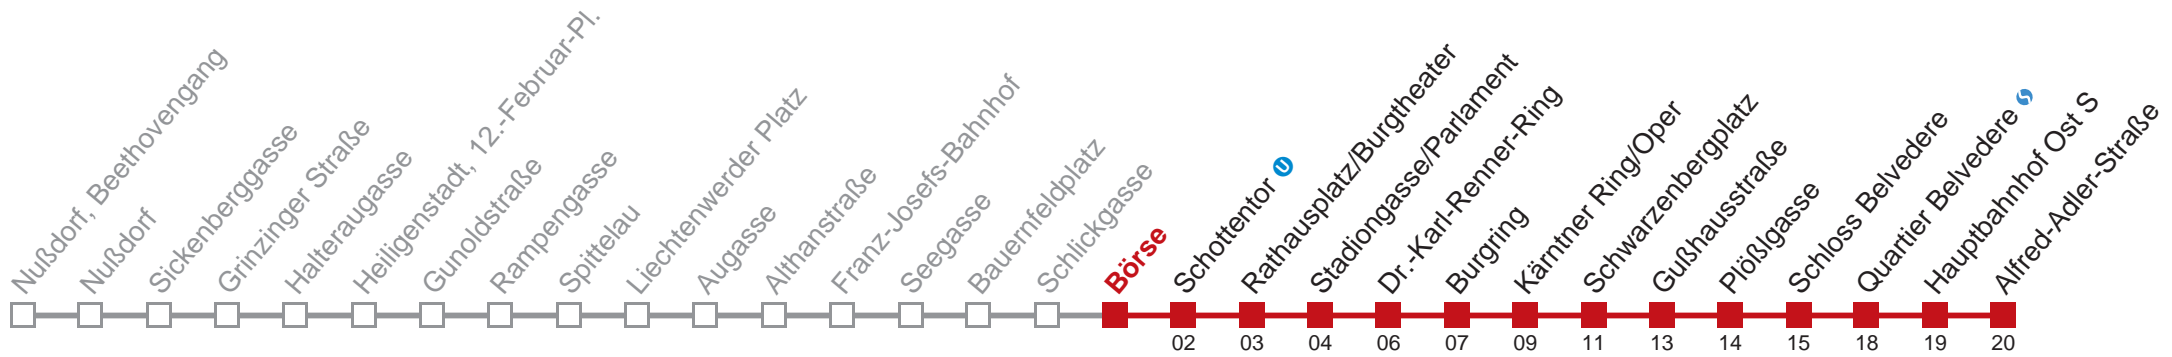 Nußdorf, Beethovengang
Nußdorf
Sickenberggasse
Grinzinger Straße
Halteraugasse
Heiligenstadt, 12.-Februar-Pl.
Gunoldstraße
Rampengasse
Spittelau
Liechtenwerder Platz
Augasse
Althanstraße
Franz-Josefs-Bahnhof
Seegasse
Bauernfeldplatz
Schlickgasse
Börse
Schottentor U
Rathausplatz/Burgtheater
Stadiongasse/Parlament
Dr.-Karl-Renner-Ring
Burgring
Kärntner Ring/Oper
Schwarzenbergplatz
Gußhausstraße
Plößlgasse
Schloss Belvedere
Quartier Belvedere S
Hauptbahnhof Ost S
Alfred-Adler-Straße
02 03 04 06 07 09 11 13 14 15 18 19 20